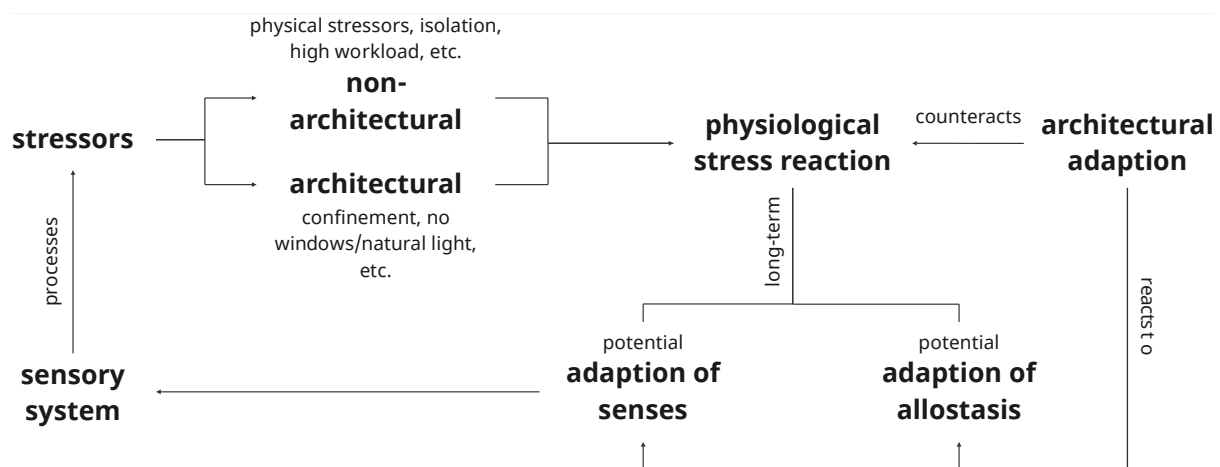 physical stressors, isolation,
high workload, etc.
non-
architectural
stressors
architectural
confinement, no
windows/natural light,
etc.
physiological
stress reaction
counteracts
architectural
adaption
processes
long-term
reacts t o
sensory
system
potential
adaption of
senses
potential
adaption of
allostasis